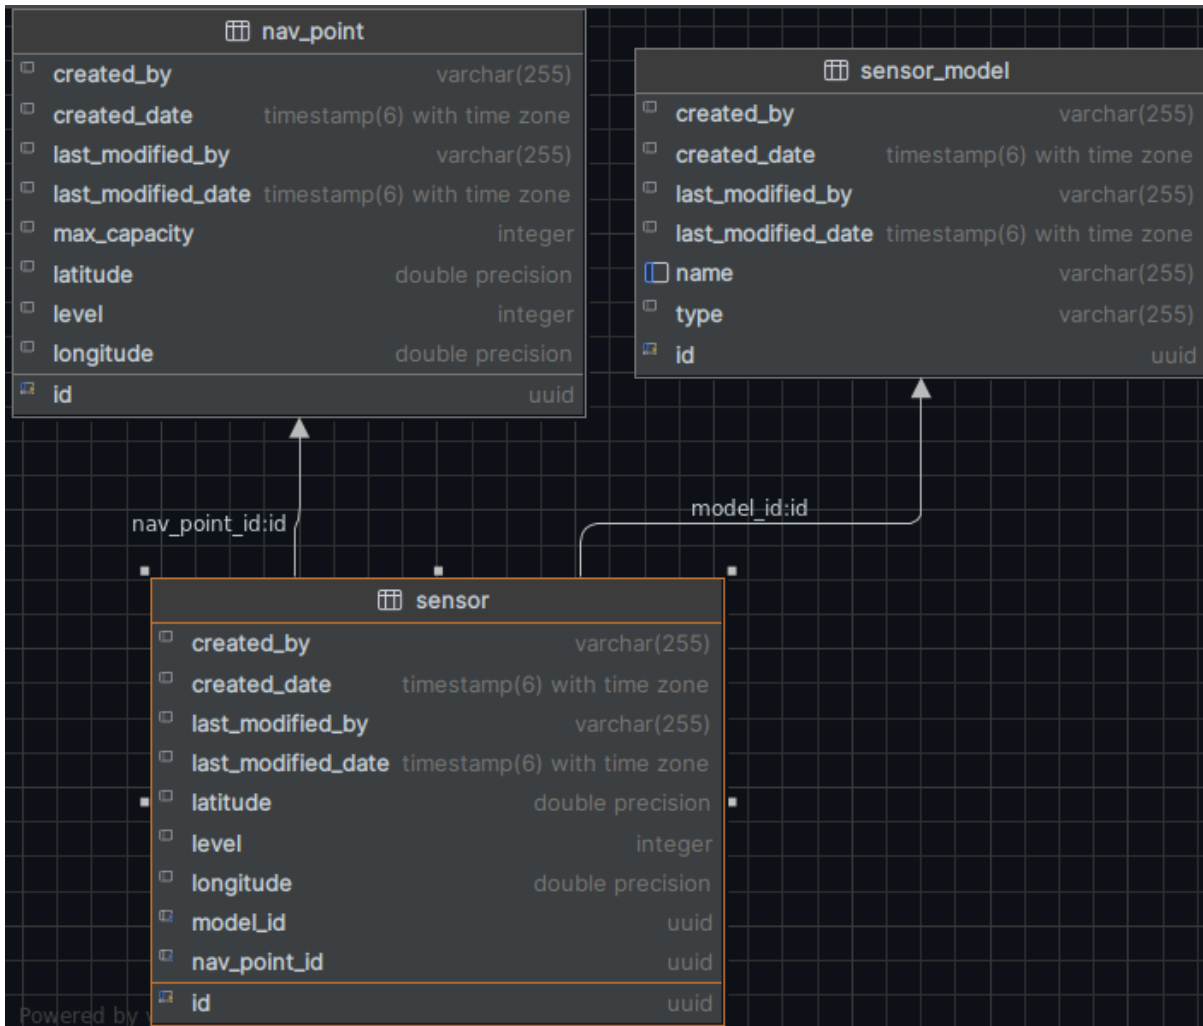 nav_point
created_by varchar(255)
created_date timestamp(6) with time zone
last_modified_by varchar(255)
last_modified_date timestamp(6) with time zone
max_capacity integer
latitude double precision
level integer
longitude double precision
id uuid
sensor_model
created_by varchar(255)
created_date timestamp(6) with time zone
last_modified_by varchar(255)
last_modified_date timestamp(6) with time zone
name varchar(255)
type varchar(255)
id uuid
nav_point_id:id
model_id:id
sensor
created_by varchar(255)
created_date timestamp(6) with time zone
last_modified_by varchar(255)
last_modified_date timestamp(6) with time zone
latitude double precision
level integer
longitude double precision
model_id uuid
nav_point_id uuid
id uuid
Powered by